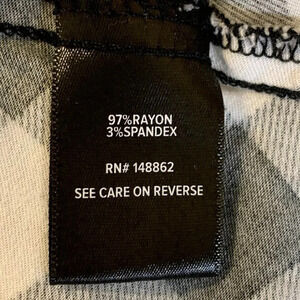 97%RAYON
3%SPANDEX
RN# 148862
SEE CARE ON REVERSE